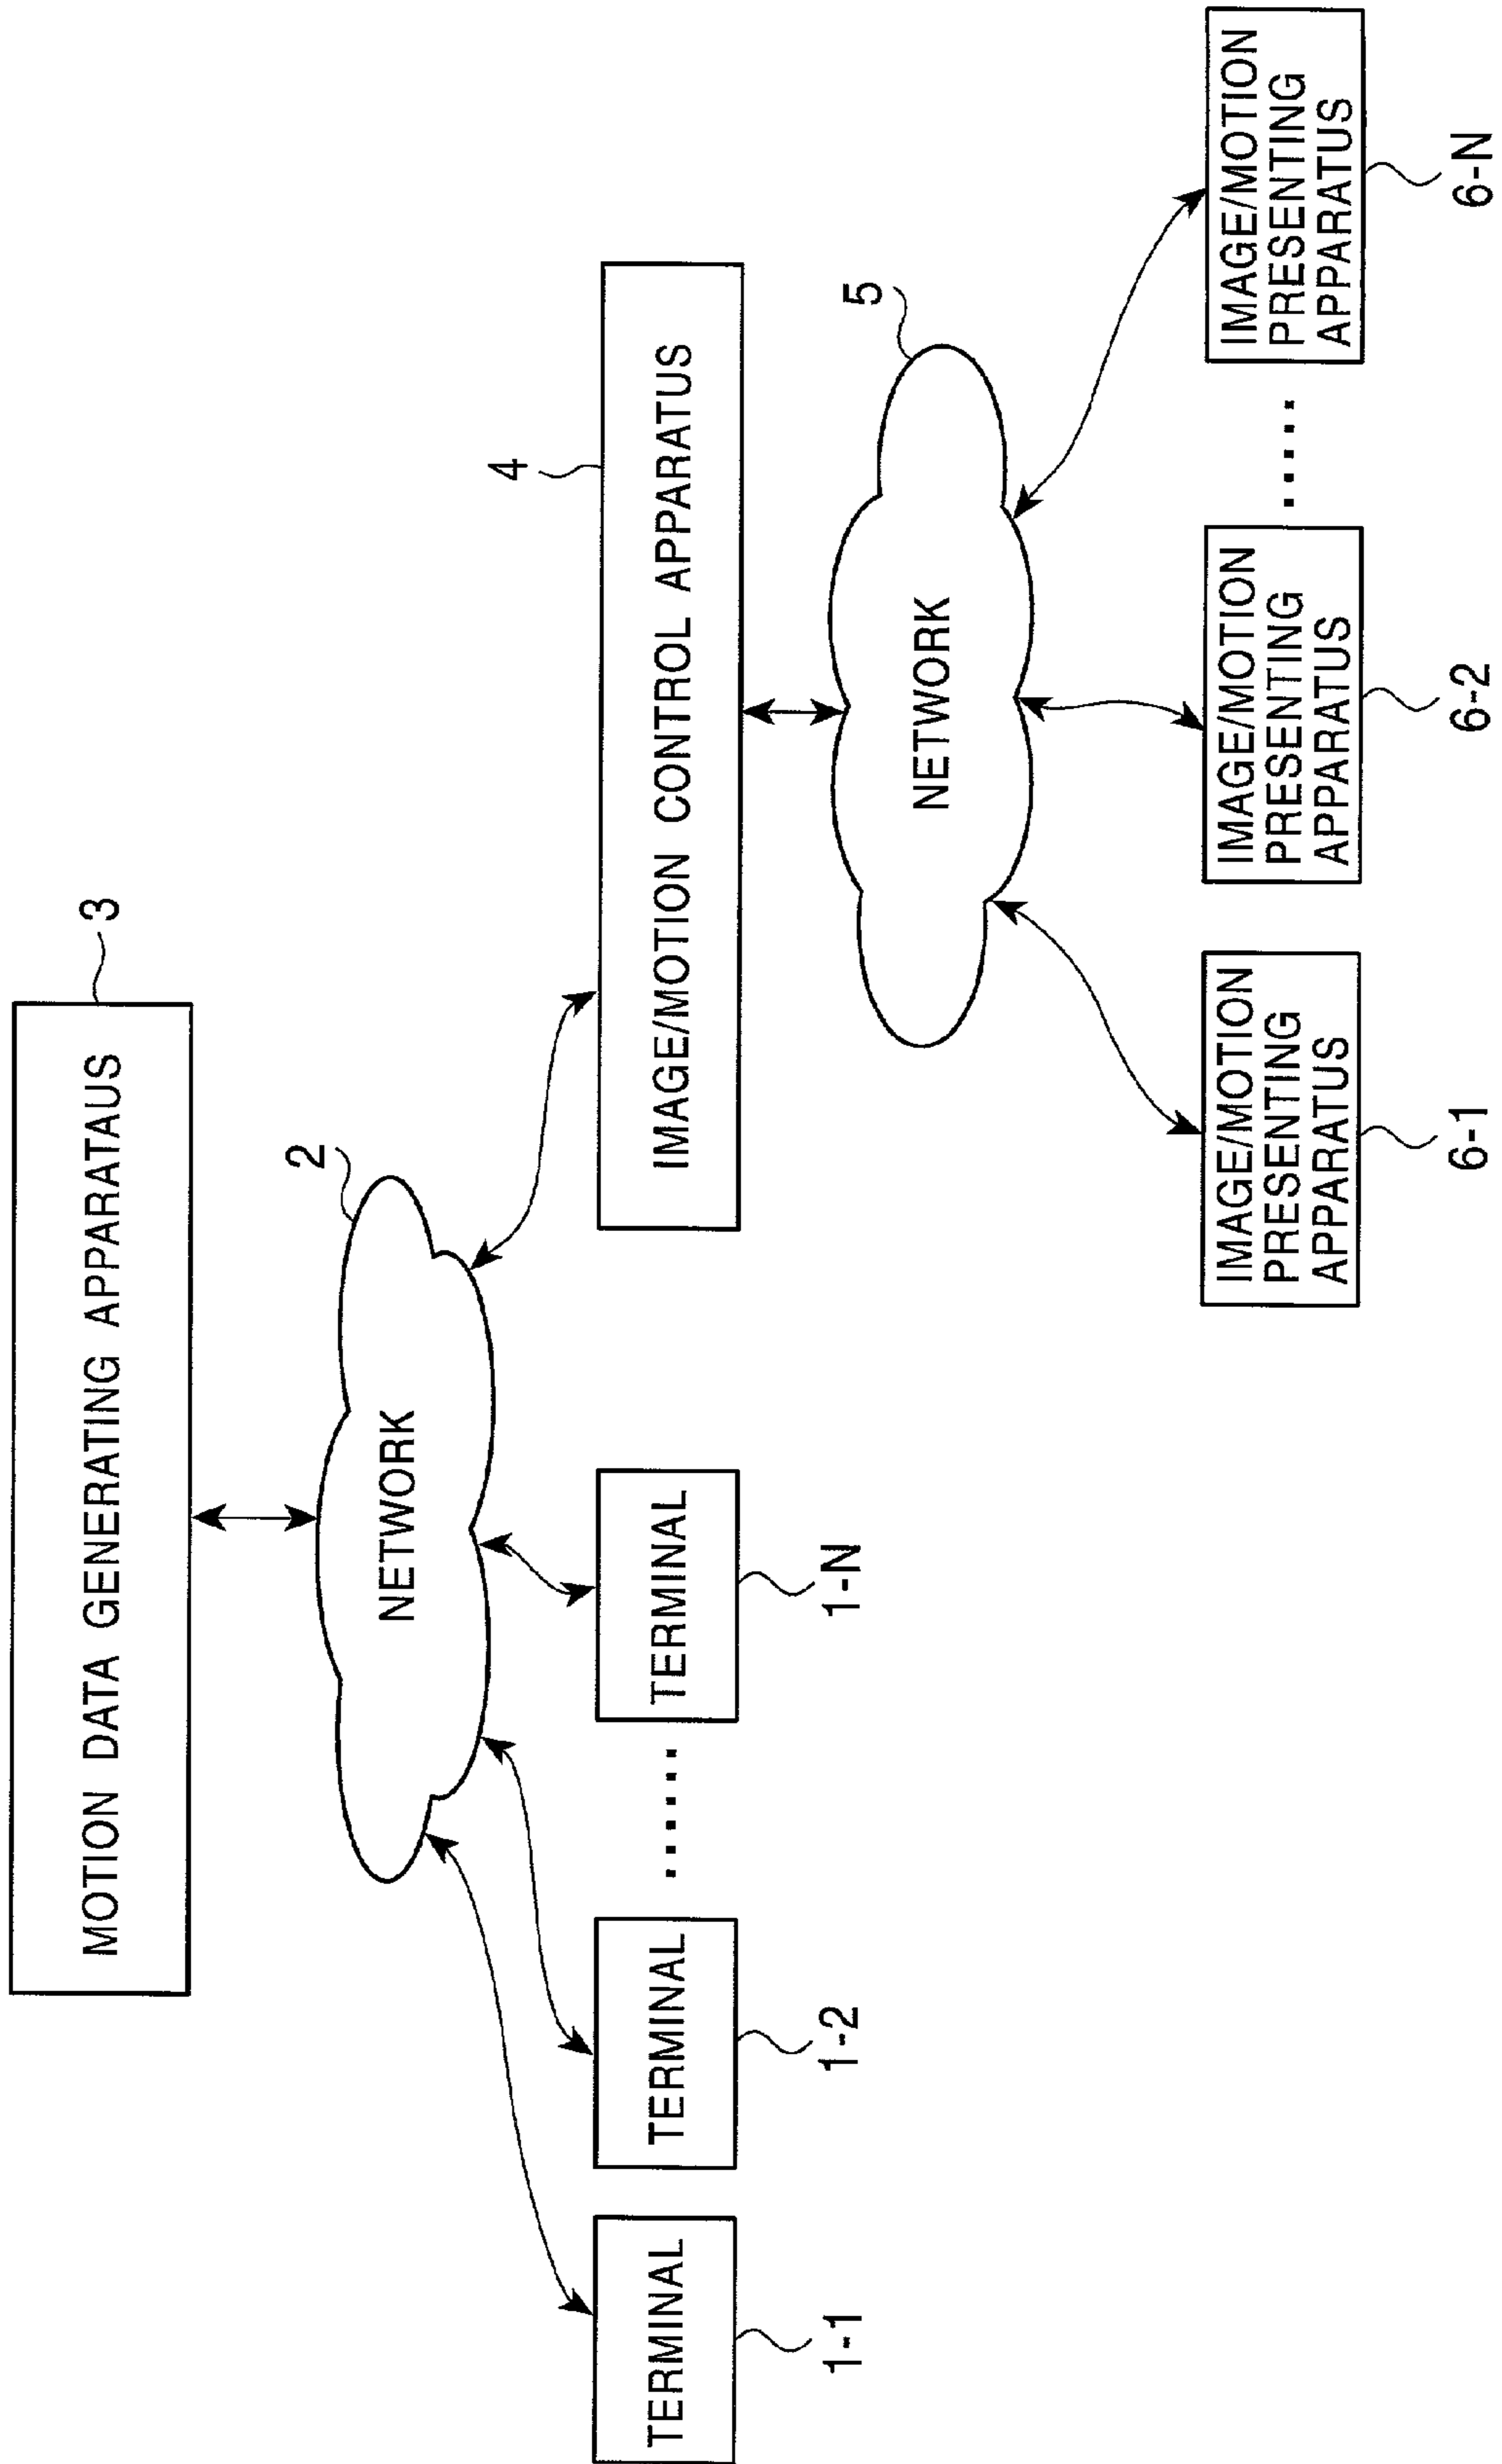 MOTION DATA GENERATING APPARATAUS
3
NETWORK
2
TERMINAL
1-1
TERMINAL
1-2
......
TERMINAL
1-N
IMAGE/MOTION CONTROL APPARATUS
4
NETWORK
5
IMAGE/MOTION
PRESENTING
APPARATUS
6-1
IMAGE/MOTION
PRESENTING
APPARATUS
6-2
.....
IMAGE/MOTION
PRESENTING
APPARATUS
6-N